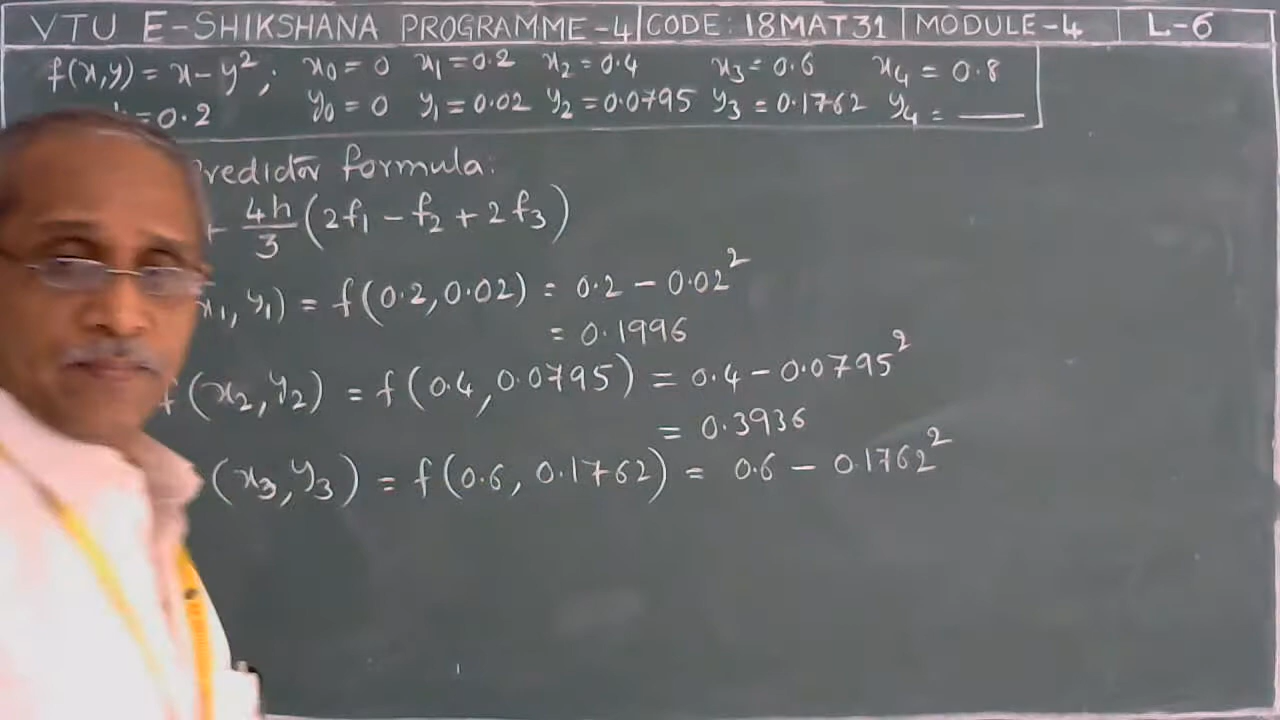 VTU E-SHIKSHANA PROGRAMME-4 CODE: 18MAT31 MODULE-4 L-6
f(x,y) = x - y²; x₀ = 0 x₁ = 0.2 x₂ = 0.4 x₃ = 0.6 x₄ = 0.8
= 0.2 y₀ = 0 y₁ = 0.02 y₂ = 0.0795 y₃ = 0.1762 y₄ = ___
redictor formula:
+ 4h/3 (2f₁ - f₂ + 2f₃)
x₁, y₁) = f(0.2, 0.02) = 0.2 - 0.02²
= 0.1996
f(x₂, y₂) = f(0.4, 0.0795) = 0.4 - 0.0795²
= 0.3936
(x₃, y₃) = f(0.6, 0.1762) = 0.6 - 0.1762²